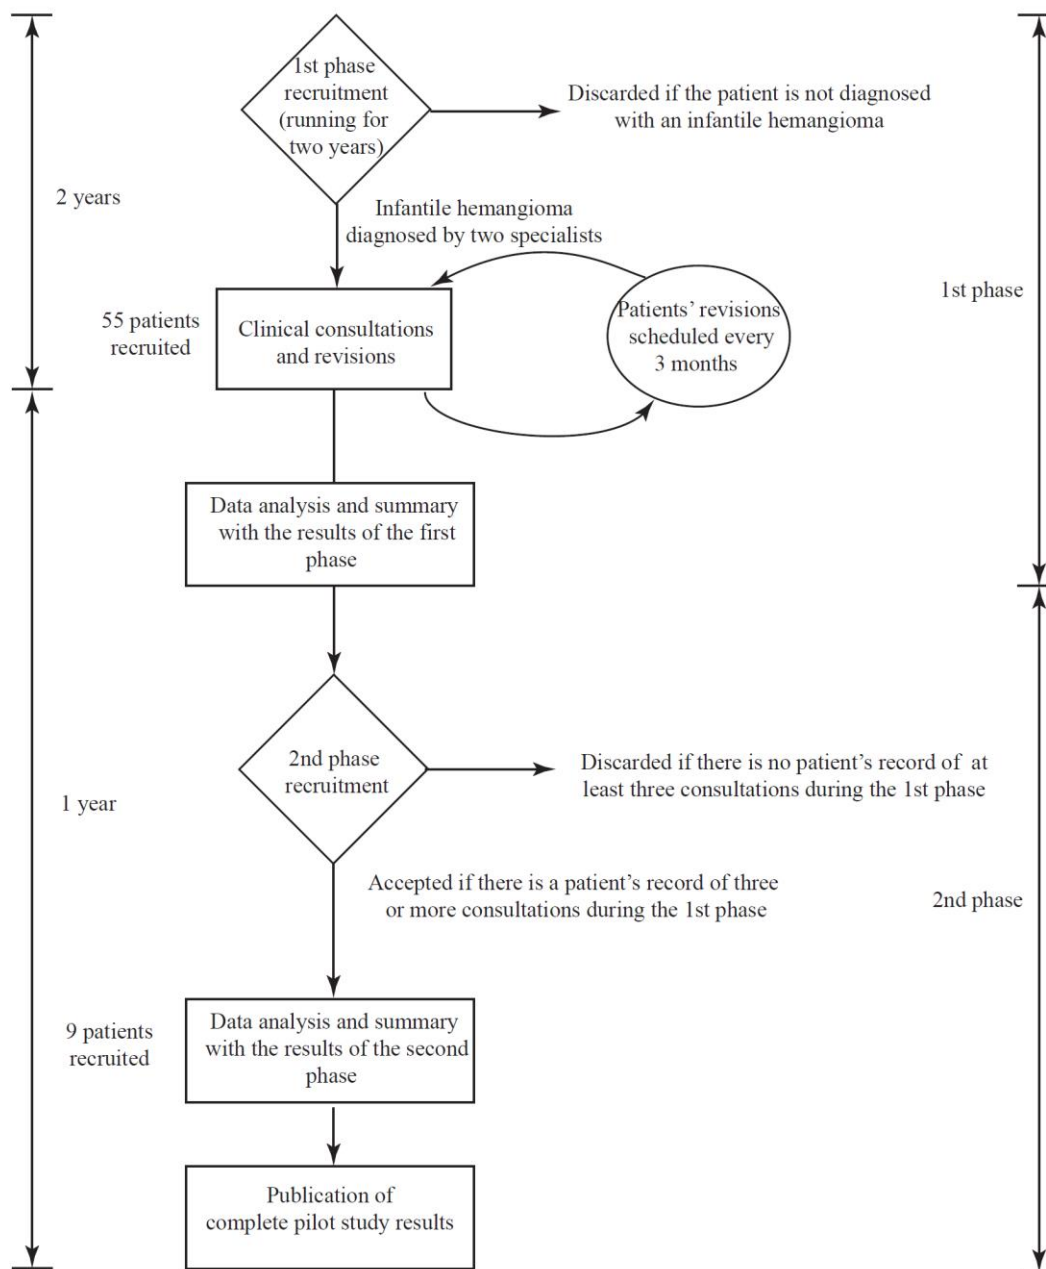 1st phase
recruitment
(running for
two years)
Discarded if the patient is not diagnosed
with an infantile hemangioma
2 years
Infantile hemangioma
diagnosed by two specialists
55 patients
recruited
Clinical consultations
and revisions
Patients’ revisions
scheduled every
3 months
1st phase
Data analysis and summary
with the results of the first
phase
2nd phase
recruitment
Discarded if there is no patient’s record of at
least three consultations during the 1st phase
1 year
Accepted if there is a patient’s record of three
or more consultations during the 1st phase
2nd phase
9 patients
recruited
Data analysis and summary
with the results of the second
phase
Publication of
complete pilot study results